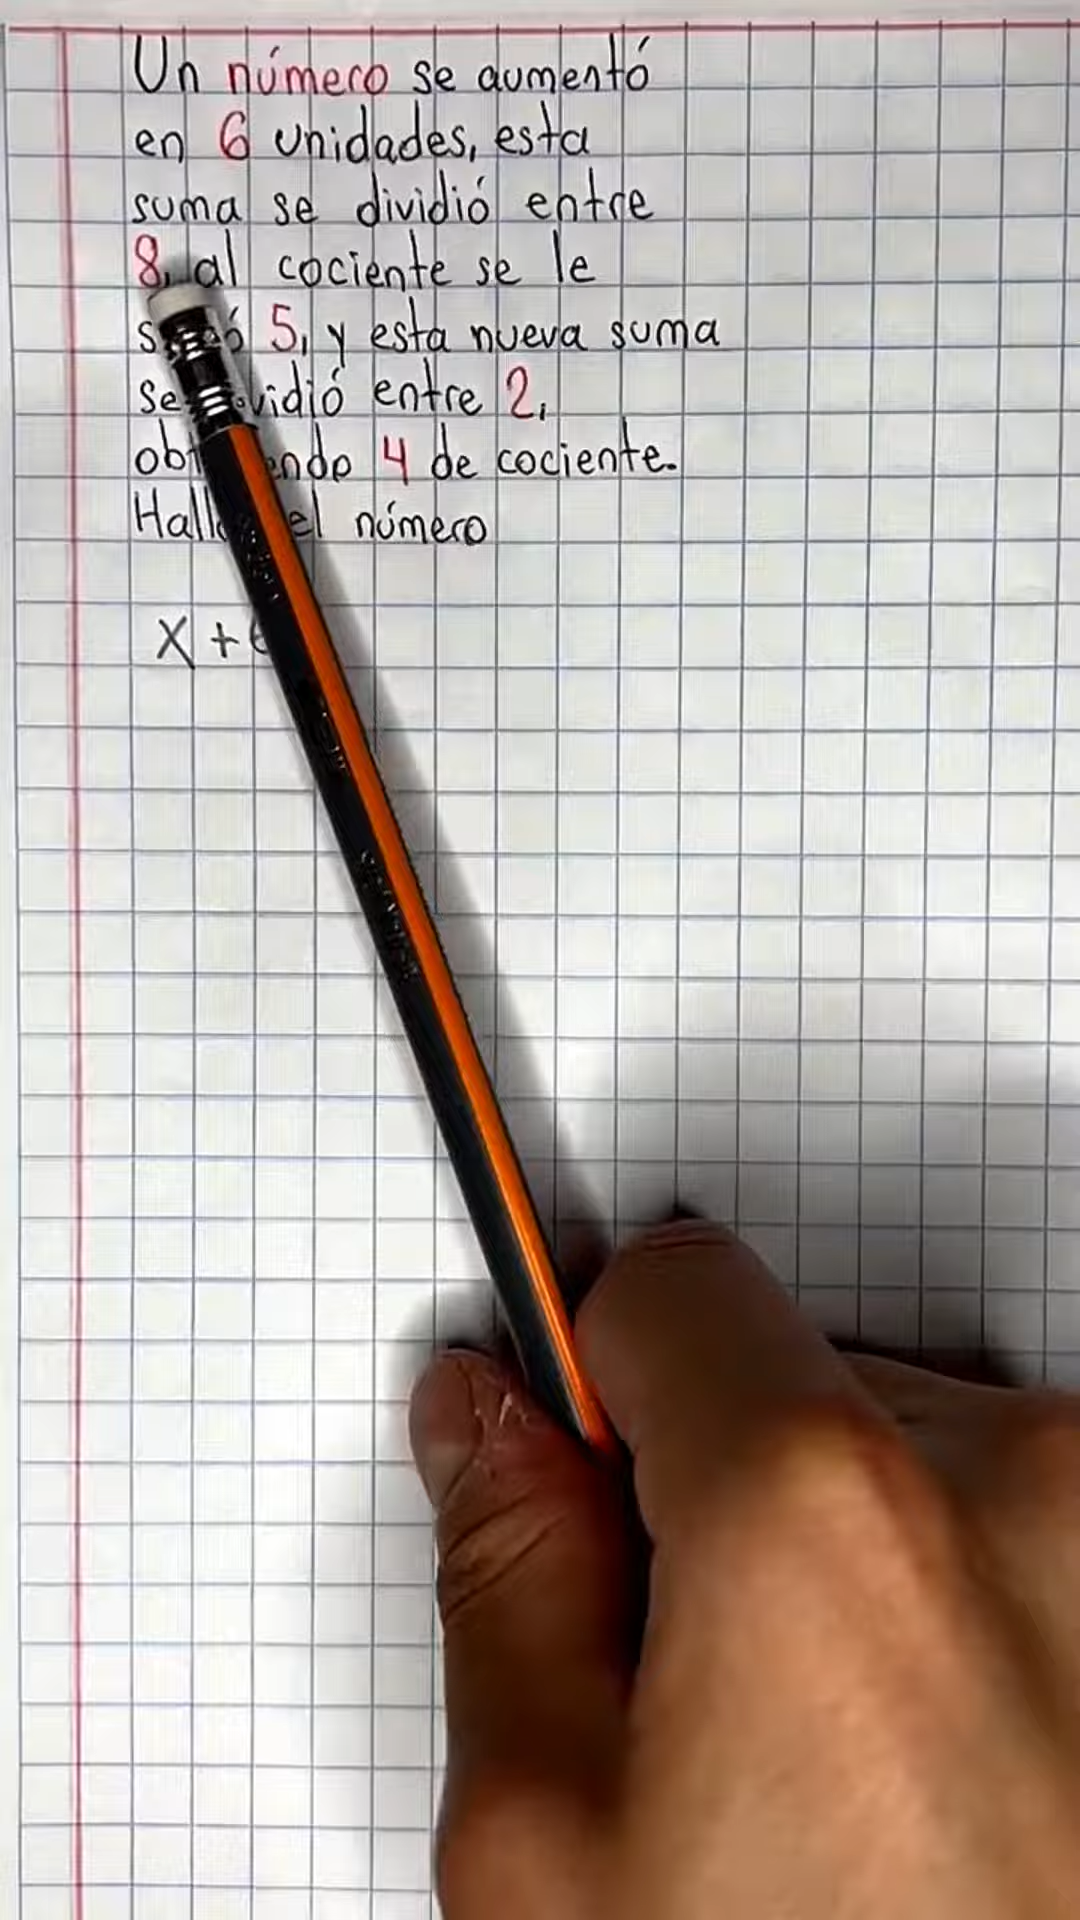 Un número se aumentó
en 6 unidades, esta
suma se dividió entre
8, al cociente se le
5, y esta nueva suma
se entre 2,
4 de cociente.
el número
X +